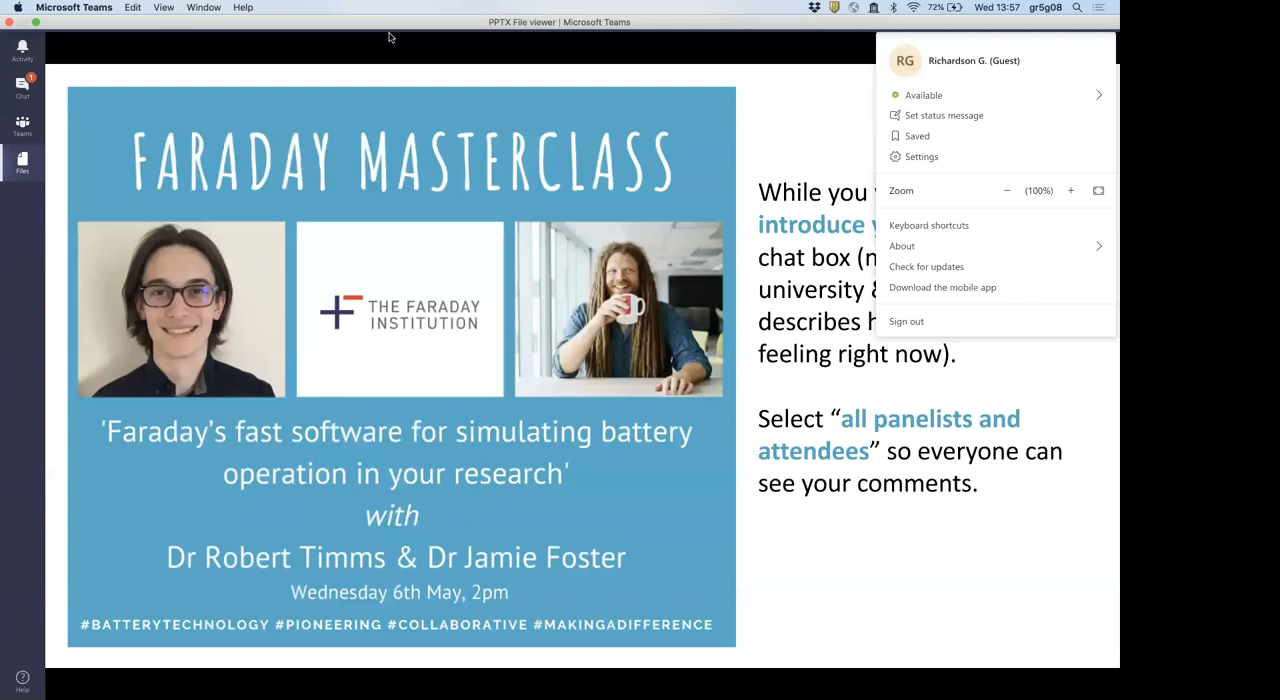 Microsoft Teams Edit View Window Help
72% Wed 13:57 gr5g08
PPTX File viewer | Microsoft Teams
Activity
Chat
1
Teams
Files
Help
FARADAY MASTERCLASS
THE FARADAY
INSTITUTION
'Faraday's fast software for simulating battery
operation in your research'
with
Dr Robert Timms & Dr Jamie Foster
Wednesday 6th May, 2pm
#BATTERYTECHNOLOGY #PIONEERING #COLLABORATIVE #MAKINGADIFFERENCE
While you
introduce
chat box
university &
describes
feeling right now).
Select “all panelists and
attendees” so everyone can
see your comments.
RG
Richardson G. (Guest)
Available
Set status message
Saved
Settings
Zoom − (100%) +
Keyboard shortcuts
About
Check for updates
Download the mobile app
Sign out